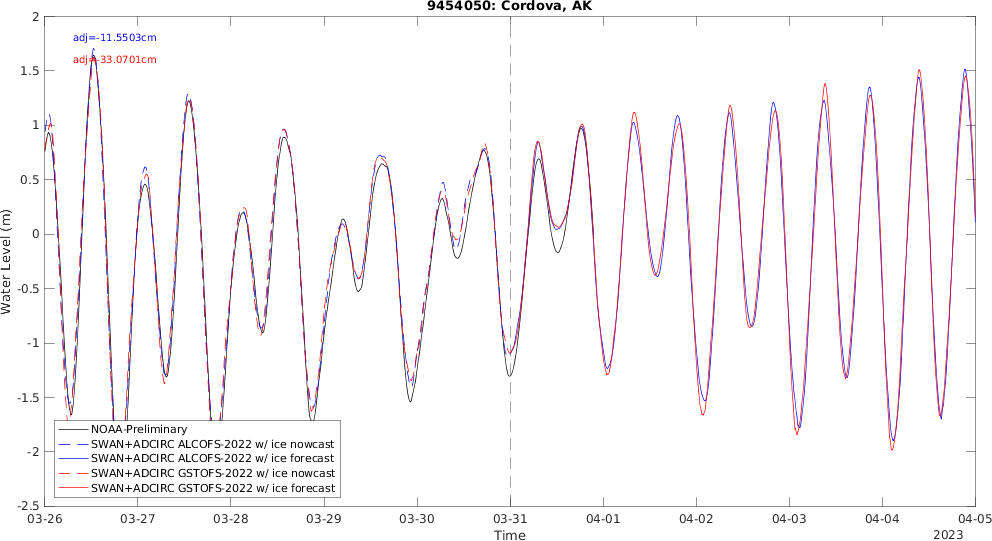 9454050: Cordova, AK
adj=-11.5503cm
adj=-33.0701cm
2
1.5
1
0.5
0
-0.5
-1
-1.5
-2
-2.5
Water Level (m)
NOAA-Preliminary
SWAN+ADCIRC ALCOFS-2022 w/ ice nowcast
SWAN+ADCIRC ALCOFS-2022 w/ ice forecast
SWAN+ADCIRC GSTOFS-2022 w/ ice nowcast
SWAN+ADCIRC GSTOFS-2022 w/ ice forecast
03-26 03-27 03-28 03-29 03-30 03-31 04-01 04-02 04-03 04-04 04-05
Time
2023